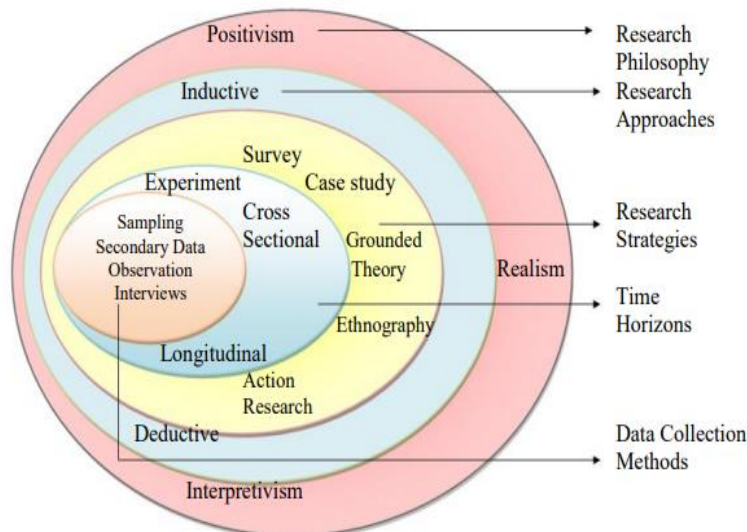 Positivism
Research
Philosophy
Inductive
Research
Approaches
Survey
Experiment
Case study
Sampling
Secondary Data
Observation
Interviews
Cross
Sectional
Grounded
Theory
Research
Strategies
Realism
Time
Horizons
Ethnography
Longitudinal
Action
Research
Deductive
Data Collection
Methods
Interpretivism